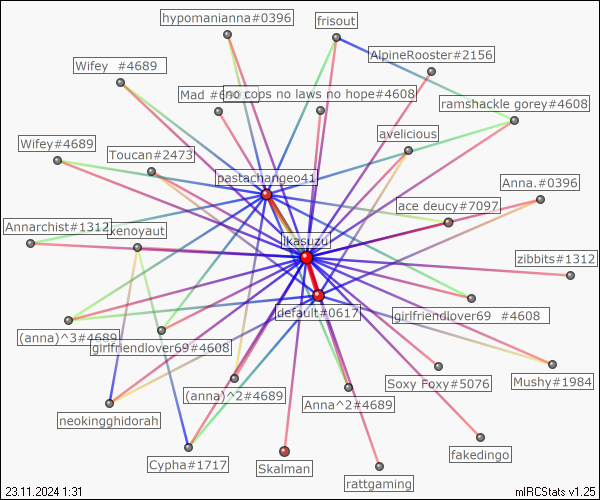 hypomanianna#0396
frisout
AlpineRooster#2156
Wifey  #4689
Mad #6
no cops no laws no hope#4608
ramshackle gorey#4608
avelicious
Wifey#4689
Toucan#2473
pastachangeo41
Anna.#0396
ace deucy#7097
Annarchist#1312
kenoyaut
ikasuzu
zibbits#1312
default#0617
girlfriendlover69  #4608
(anna)^3#4689
girlfriendlover69#4608
Soxy Foxy#5076
Mushy#1984
(anna)^2#4689
Anna^2#4689
neokingghidorah
fakedingo
Cypha#1717
Skalman
rattgaming
23.11.2024 1:31
mIRCStats v1.25